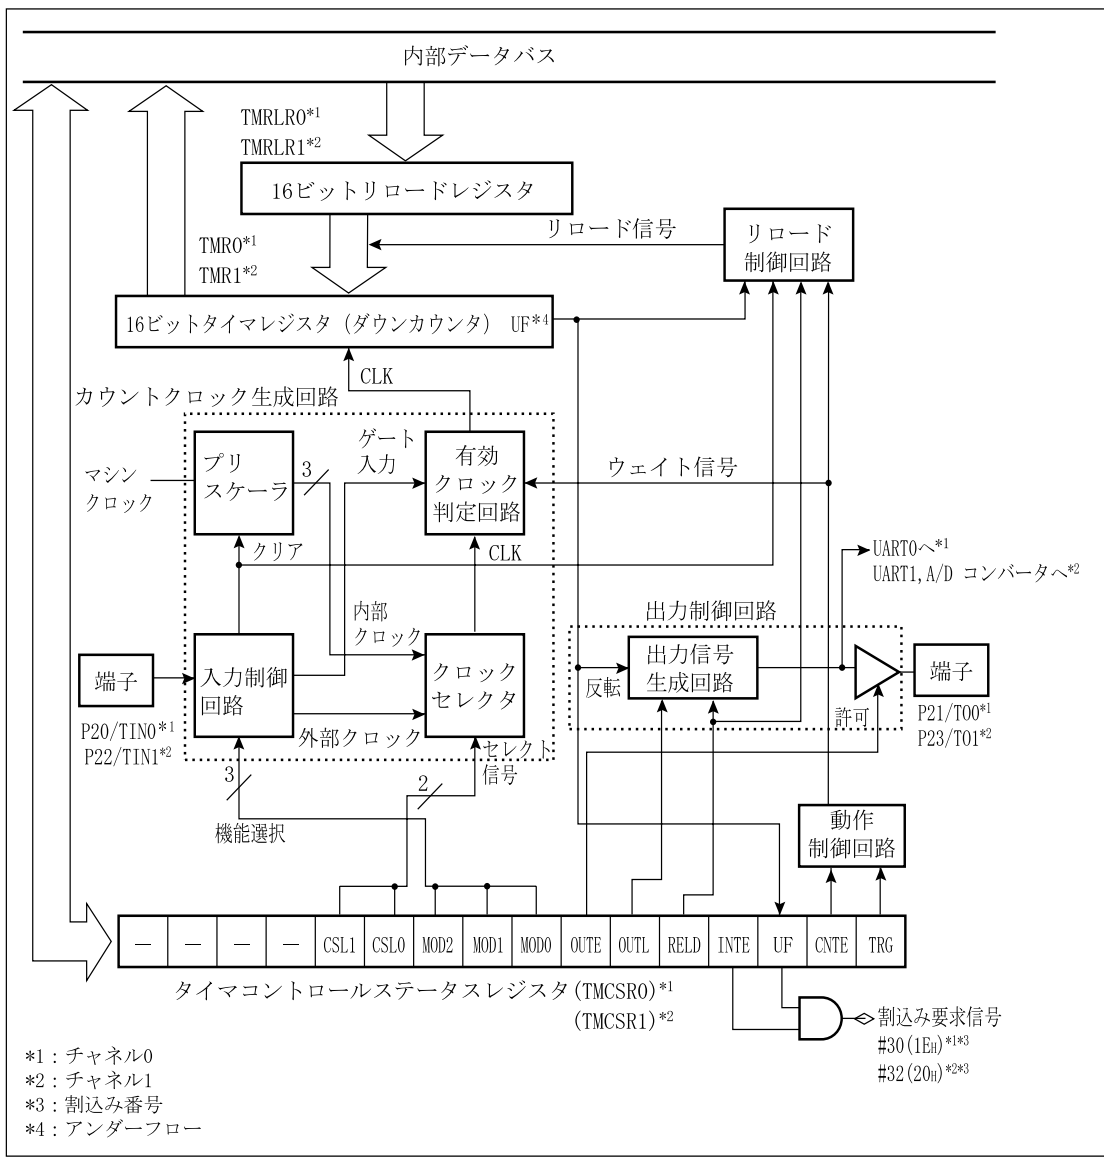 内部データバス
TMRLR0*1
TMRLR1*2
16ビットリロードレジスタ
リロード信号
リロード
制御回路
TMR0*1
TMR1*2
16ビットタイマレジスタ(ダウンカウンタ) UF*4
CLK
カウントクロック生成回路
マシン
クロック
プリ
スケーラ
3
ゲート
入力
有効
クロック
判定回路
ウェイト信号
クリア
CLK
UART0へ*1
UART1,A/D コンバータへ*2
内部
クロック
出力制御回路
端子
P20/TIN0*1
P22/TIN1*2
入力制御
回路
外部クロック
クロック
セレクタ
反転
出力信号
生成回路
許可
端子
P21/TO0*1
P23/TO1*2
3
機能選択
2
セレクト
信号
動作
制御回路
— — — — CSL1 CSL0 MOD2 MOD1 MOD0 OUTE OUTL RELD INTE UF CNTE TRG
タイマコントロールステータスレジスタ(TMCSR0)*1
(TMCSR1)*2
割込み要求信号
#30(1EH)*1*3
#32(20H)*2*3
*1:チャネル0
*2:チャネル1
*3:割込み番号
*4:アンダーフロー